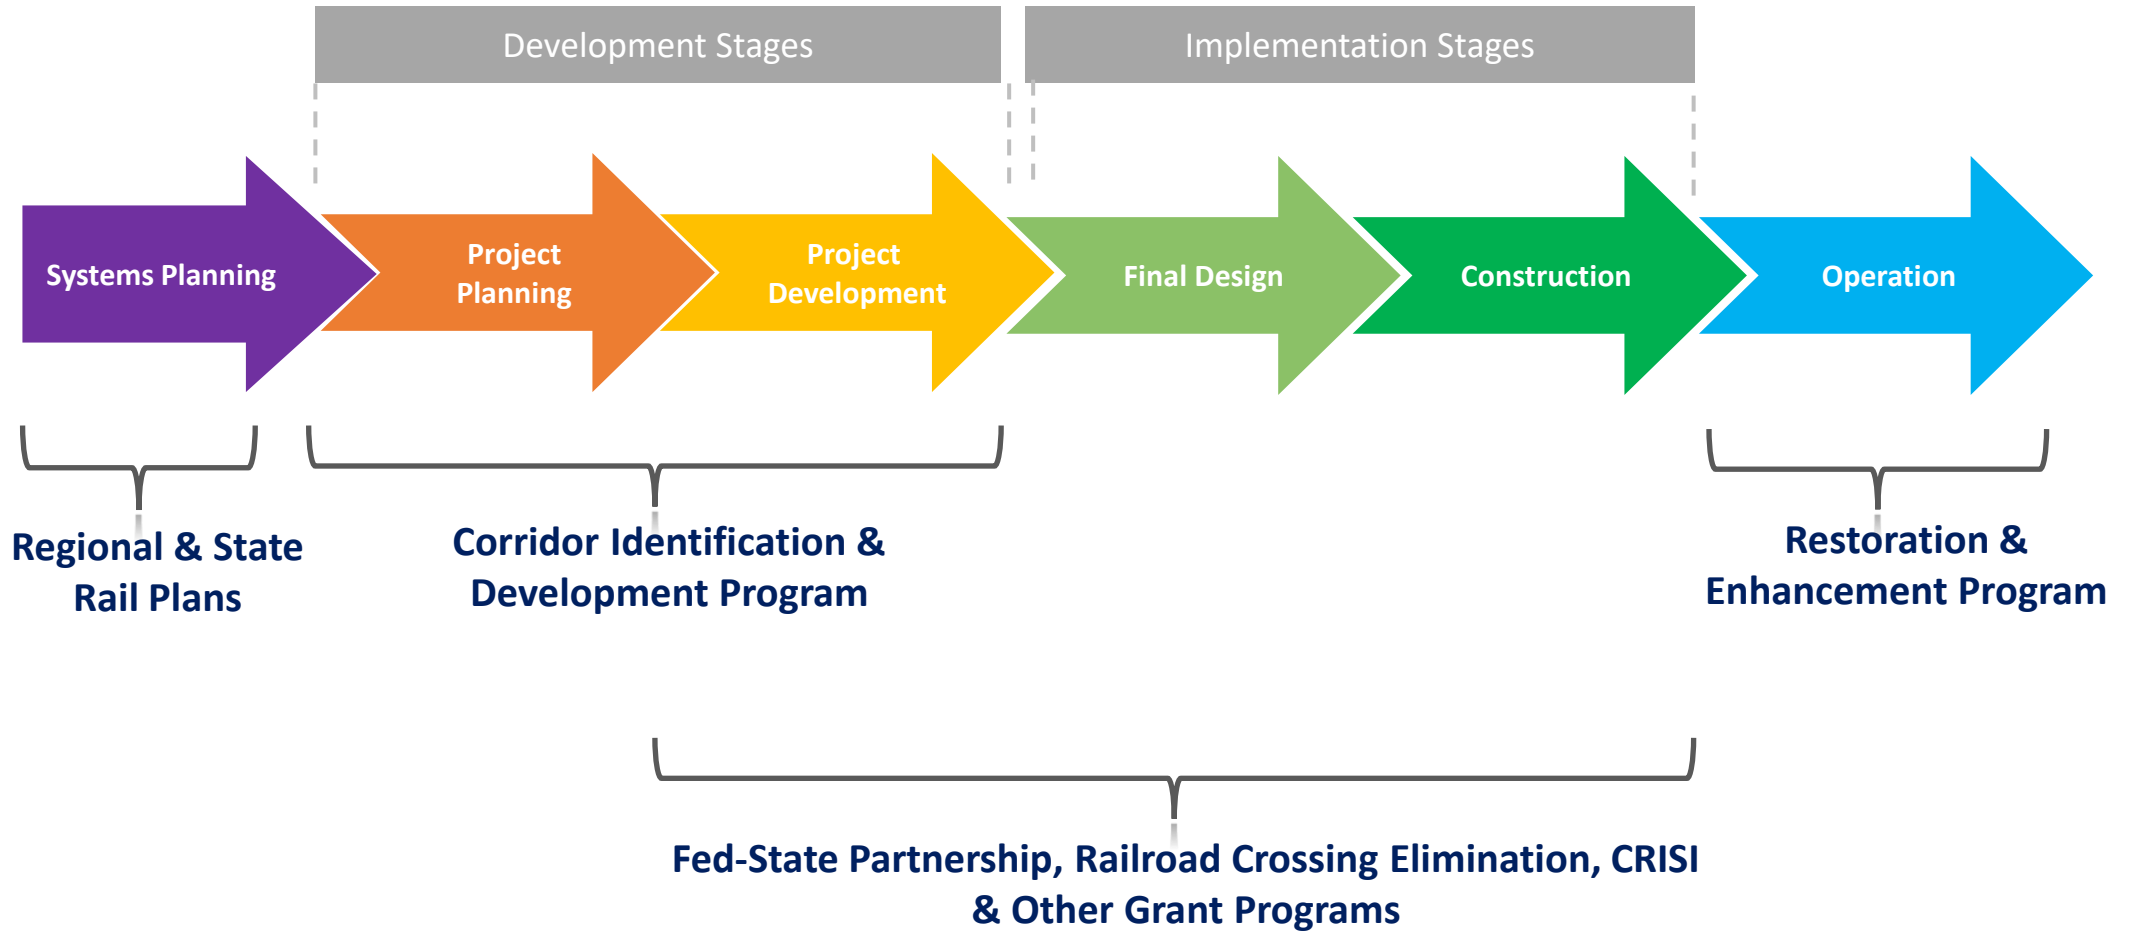 Development Stages
Implementation Stages
Systems Planning
Project
Planning
Project
Development
Final Design
Construction
Operation
Regional & State
Rail Plans
Corridor Identification &
Development Program
Restoration &
Enhancement Program
Fed-State Partnership, Railroad Crossing Elimination, CRISI
& Other Grant Programs